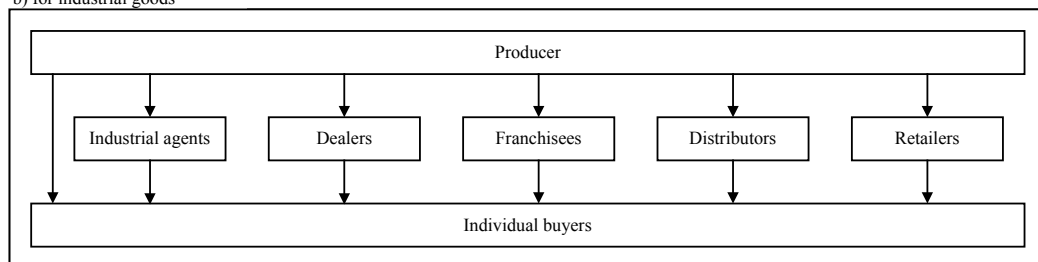 b) for industrial goods
Producer
Industrial agents Dealers Franchisees Distributors Retailers
Individual buyers